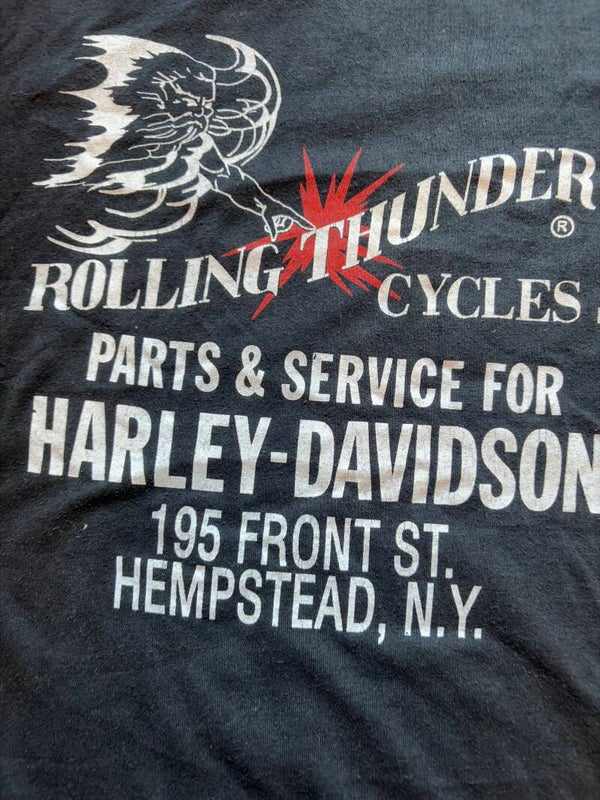 ROLLING THUNDER ®
CYCLES
PARTS & SERVICE FOR
HARLEY-DAVIDSON
195 FRONT ST.
HEMPSTEAD, N.Y.